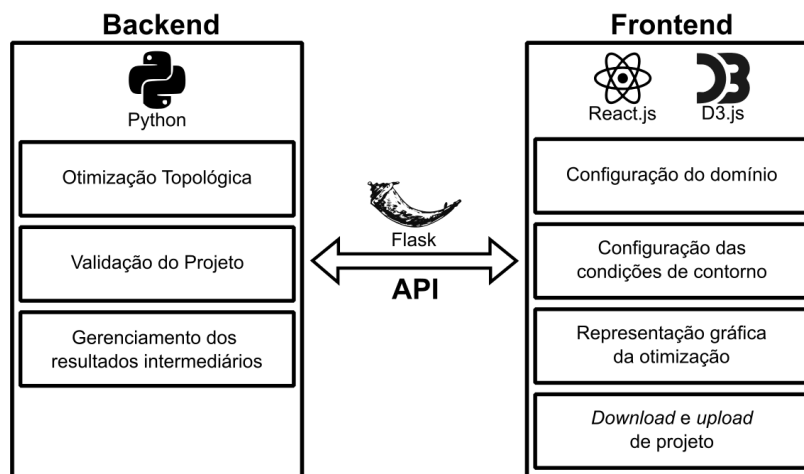 Backend
Python
Otimização Topológica
Validação do Projeto
Gerenciamento dos
resultados intermediários
Flask
API
Frontend
React.js
D3.js
Configuração do domínio
Configuração das
condições de contorno
Representação gráfica
da otimização
Download e upload
de projeto